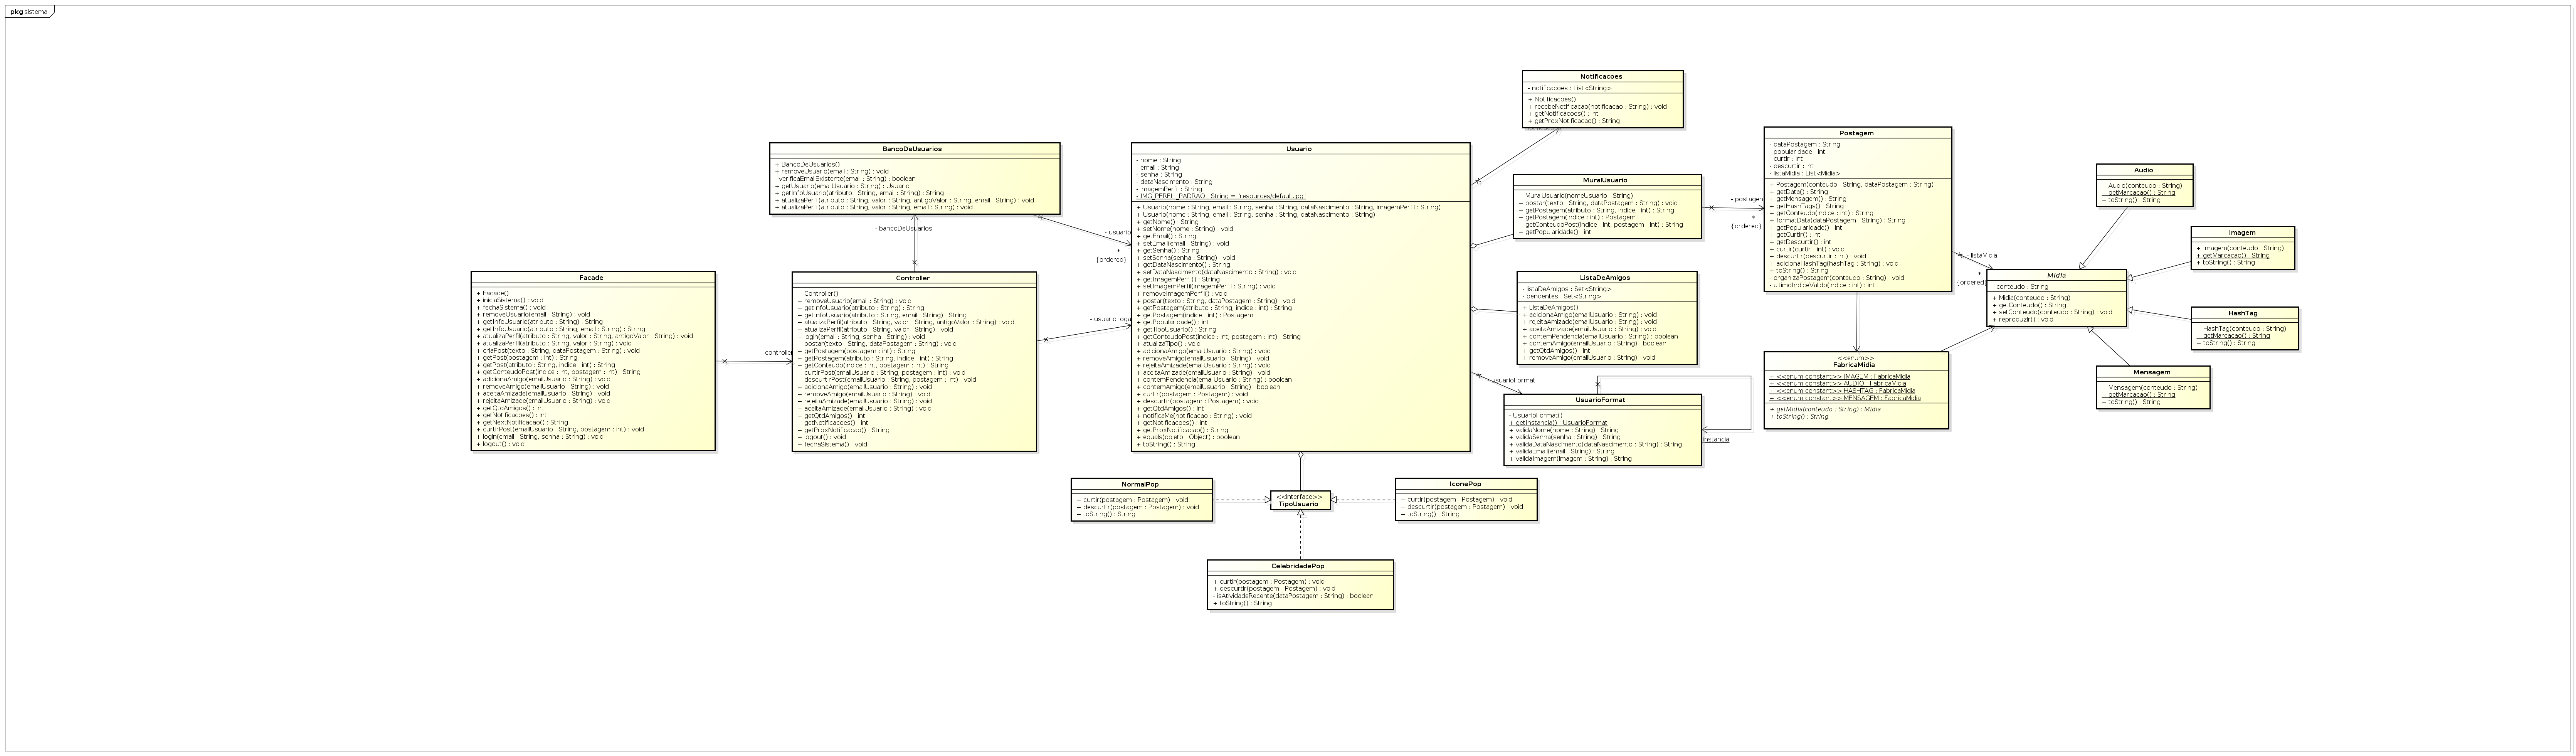 pkg sistema
Notificacoes
- notificacoes : List<String>
+ Notificacoes()
+ recebeNotificacao(notificacao : String) : void
+ getNotificacoes() : int
+ getProxNotificacao() : String
BancoDeUsuarios
+ BancoDeUsuarios()
+ removeUsuario(email : String) : void
- verificaEmailExistente(email : String) : boolean
+ getUsuario(emailUsuario : String) : Usuario
+ getInfoUsuario(atributo : String, email : String) : String
+ atualizaPerfil(atributo : String, valor : String, antigoValor : String, email : String) : void
+ atualizaPerfil(atributo : String, valor : String, email : String) : void
- bancoDeUsuarios
- usuario
*
{ordered}
Usuario
- nome : String
- email : String
- senha : String
- dataNascimento : String
- imagemPerfil : String
- IMG_PERFIL_PADRAO : String = "resources/default.jpg"
+ Usuario(nome : String, email : String, senha : String, dataNascimento : String, imagemPerfil : String)
+ Usuario(nome : String, email : String, senha : String, dataNascimento : String)
+ getNome() : String
+ setNome(nome : String) : void
+ getEmail() : String
+ setEmail(email : String) : void
+ getSenha() : String
+ setSenha(senha : String) : void
+ getDataNascimento() : String
+ setDataNascimento(dataNascimento : String) : void
+ getImagemPerfil() : String
+ setImagemPerfil(imagemPerfil : String) : void
+ removeImagemPerfil() : void
+ postar(texto : String, dataPostagem : String) : void
+ getPostagem(atributo : String, indice : int) : String
+ getPostagem(indice : int) : Postagem
+ getPopularidade() : int
+ getTipoUsuario() : String
+ getConteudoPost(indice : int, postagem : int) : String
+ atualizaTipo() : void
+ adicionaAmigo(emailUsuario : String) : void
+ removeAmigo(emailUsuario : String) : void
+ rejeitaAmizade(emailUsuario : String) : void
+ aceitaAmizade(emailUsuario : String) : void
+ contemPendencia(emailUsuario : String) : boolean
+ contemAmigo(emailUsuario : String) : boolean
+ curtir(postagem : Postagem) : void
+ descurtir(postagem : Postagem) : void
+ getQtdAmigos() : int
+ notificaMe(notificacao : String) : void
+ getNotificacoes() : int
+ getProxNotificacao() : String
+ equals(objeto : Object) : boolean
+ toString() : String
MuralUsuario
+ MuralUsuario(nomeUsuario : String)
+ postar(texto : String, dataPostagem : String) : void
+ getPostagem(atributo : String, indice : int) : String
+ getPostagem(indice : int) : Postagem
+ getConteudoPost(indice : int, postagem : int) : String
+ getPopularidade() : int
- postagen
*
{ordered}
Postagem
- dataPostagem : String
- popularidade : int
- curtir : int
- descurtir : int
- listaMidia : List<Midia>
+ Postagem(conteudo : String, dataPostagem : String)
+ getData() : String
+ getMensagem() : String
+ getHashTags() : String
+ getConteudo(indice : int) : String
+ formatData(dataPostagem : String) : String
+ getPopularidade() : int
+ getCurtir() : int
+ getDescurtir() : int
+ curtir(curtir : int) : void
+ descurtir(descurtir : int) : void
+ adicionaHashTag(hashTag : String) : void
+ toString() : String
- organizaPostagem(conteudo : String) : void
- ultimoIndiceValido(indice : int) : int
- listaMidia
*
{ordered}
Audio
+ Audio(conteudo : String)
+ getMarcacao() : String
+ toString() : String
Imagem
+ Imagem(conteudo : String)
+ getMarcacao() : String
+ toString() : String
Midia
- conteudo : String
+ Midia(conteudo : String)
+ getConteudo() : String
+ setConteudo(conteudo : String) : void
+ reproduzir() : void
HashTag
+ HashTag(conteudo : String)
+ getMarcacao() : String
+ toString() : String
Mensagem
+ Mensagem(conteudo : String)
+ getMarcacao() : String
+ toString() : String
<<enum>>
FabricaMidia
+ <<enum constant>> IMAGEM : FabricaMidia
+ <<enum constant>> AUDIO : FabricaMidia
+ <<enum constant>> HASHTAG : FabricaMidia
+ <<enum constant>> MENSAGEM : FabricaMidia
+ getMidia(conteudo : String) : Midia
+ toString() : String
Facade
+ Facade()
+ iniciaSistema() : void
+ fechaSistema() : void
+ removeUsuario(email : String) : void
+ getInfoUsuario(atributo : String) : String
+ getInfoUsuario(atributo : String, email : String) : String
+ atualizaPerfil(atributo : String, valor : String, antigoValor : String) : void
+ atualizaPerfil(atributo : String, valor : String) : void
+ criaPost(texto : String, dataPostagem : String) : void
+ getPost(postagem : int) : String
+ getPost(atributo : String, indice : int) : String
+ getConteudoPost(indice : int, postagem : int) : String
+ adicionaAmigo(emailUsuario : String) : void
+ removeAmigo(emailUsuario : String) : void
+ aceitaAmizade(emailUsuario : String) : void
+ rejeitaAmizade(emailUsuario : String) : void
+ getQtdAmigos() : int
+ getNotificacoes() : int
+ getNextNotificacao() : String
+ curtirPost(emailUsuario : String, postagem : int) : void
+ login(email : String, senha : String) : void
+ logout() : void
- controller
Controller
+ Controller()
+ removeUsuario(email : String) : void
+ getInfoUsuario(atributo : String) : String
+ getInfoUsuario(atributo : String, email : String) : String
+ atualizaPerfil(atributo : String, valor : String, antigoValor : String) : void
+ atualizaPerfil(atributo : String, valor : String) : void
+ login(email : String, senha : String) : void
+ postar(texto : String, dataPostagem : String) : void
+ getPostagem(postagem : int) : String
+ getPostagem(atributo : String, indice : int) : String
+ getConteudo(indice : int, postagem : int) : String
+ curtirPost(emailUsuario : String, postagem : int) : void
+ descurtirPost(emailUsuario : String, postagem : int) : void
+ adicionaAmigo(emailUsuario : String) : void
+ removeAmigo(emailUsuario : String) : void
+ rejeitaAmizade(emailUsuario : String) : void
+ aceitaAmizade(emailUsuario : String) : void
+ getQtdAmigos() : int
+ getNotificacoes() : int
+ getProxNotificacao() : String
+ logout() : void
+ fechaSistema() : void
- usuarioLoga
ListaDeAmigos
- listaDeAmigos : Set<String>
- pendentes : Set<String>
+ ListaDeAmigos()
+ adicionaAmigo(emailUsuario : String) : void
+ rejeitaAmizade(emailUsuario : String) : void
+ aceitaAmizade(emailUsuario : String) : void
+ contemPendencia(emailUsuario : String) : boolean
+ contemAmigo(emailUsuario : String) : boolean
+ getQtdAmigos() : int
+ removeAmigo(emailUsuario : String) : void
- usuarioFormat
UsuarioFormat
- UsuarioFormat()
+ getInstancia() : UsuarioFormat
+ validaNome(nome : String) : String
+ validaSenha(senha : String) : String
+ validaDataNascimento(dataNascimento : String) : String
+ validaEmail(email : String) : String
+ validaImagem(imagem : String) : String
instancia
NormalPop
+ curtir(postagem : Postagem) : void
+ descurtir(postagem : Postagem) : void
+ toString() : String
<<interface>>
TipoUsuario
IconePop
+ curtir(postagem : Postagem) : void
+ descurtir(postagem : Postagem) : void
+ toString() : String
CelebridadePop
+ curtir(postagem : Postagem) : void
+ descurtir(postagem : Postagem) : void
- isAtividadeRecente(dataPostagem : String) : boolean
+ toString() : String